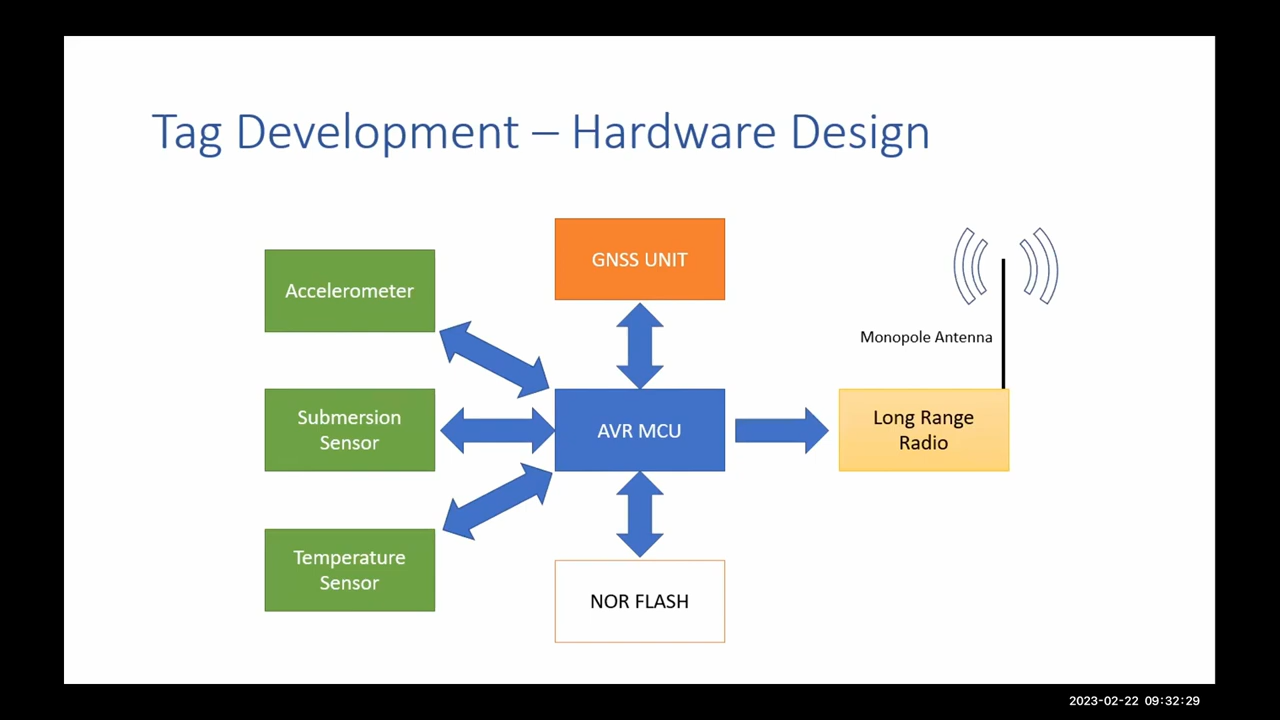 Tag Development – Hardware Design
Accelerometer
GNSS UNIT
Monopole Antenna
Submersion
Sensor
AVR MCU
Long Range
Radio
Temperature
Sensor
NOR FLASH
2023-02-22 09:32:29